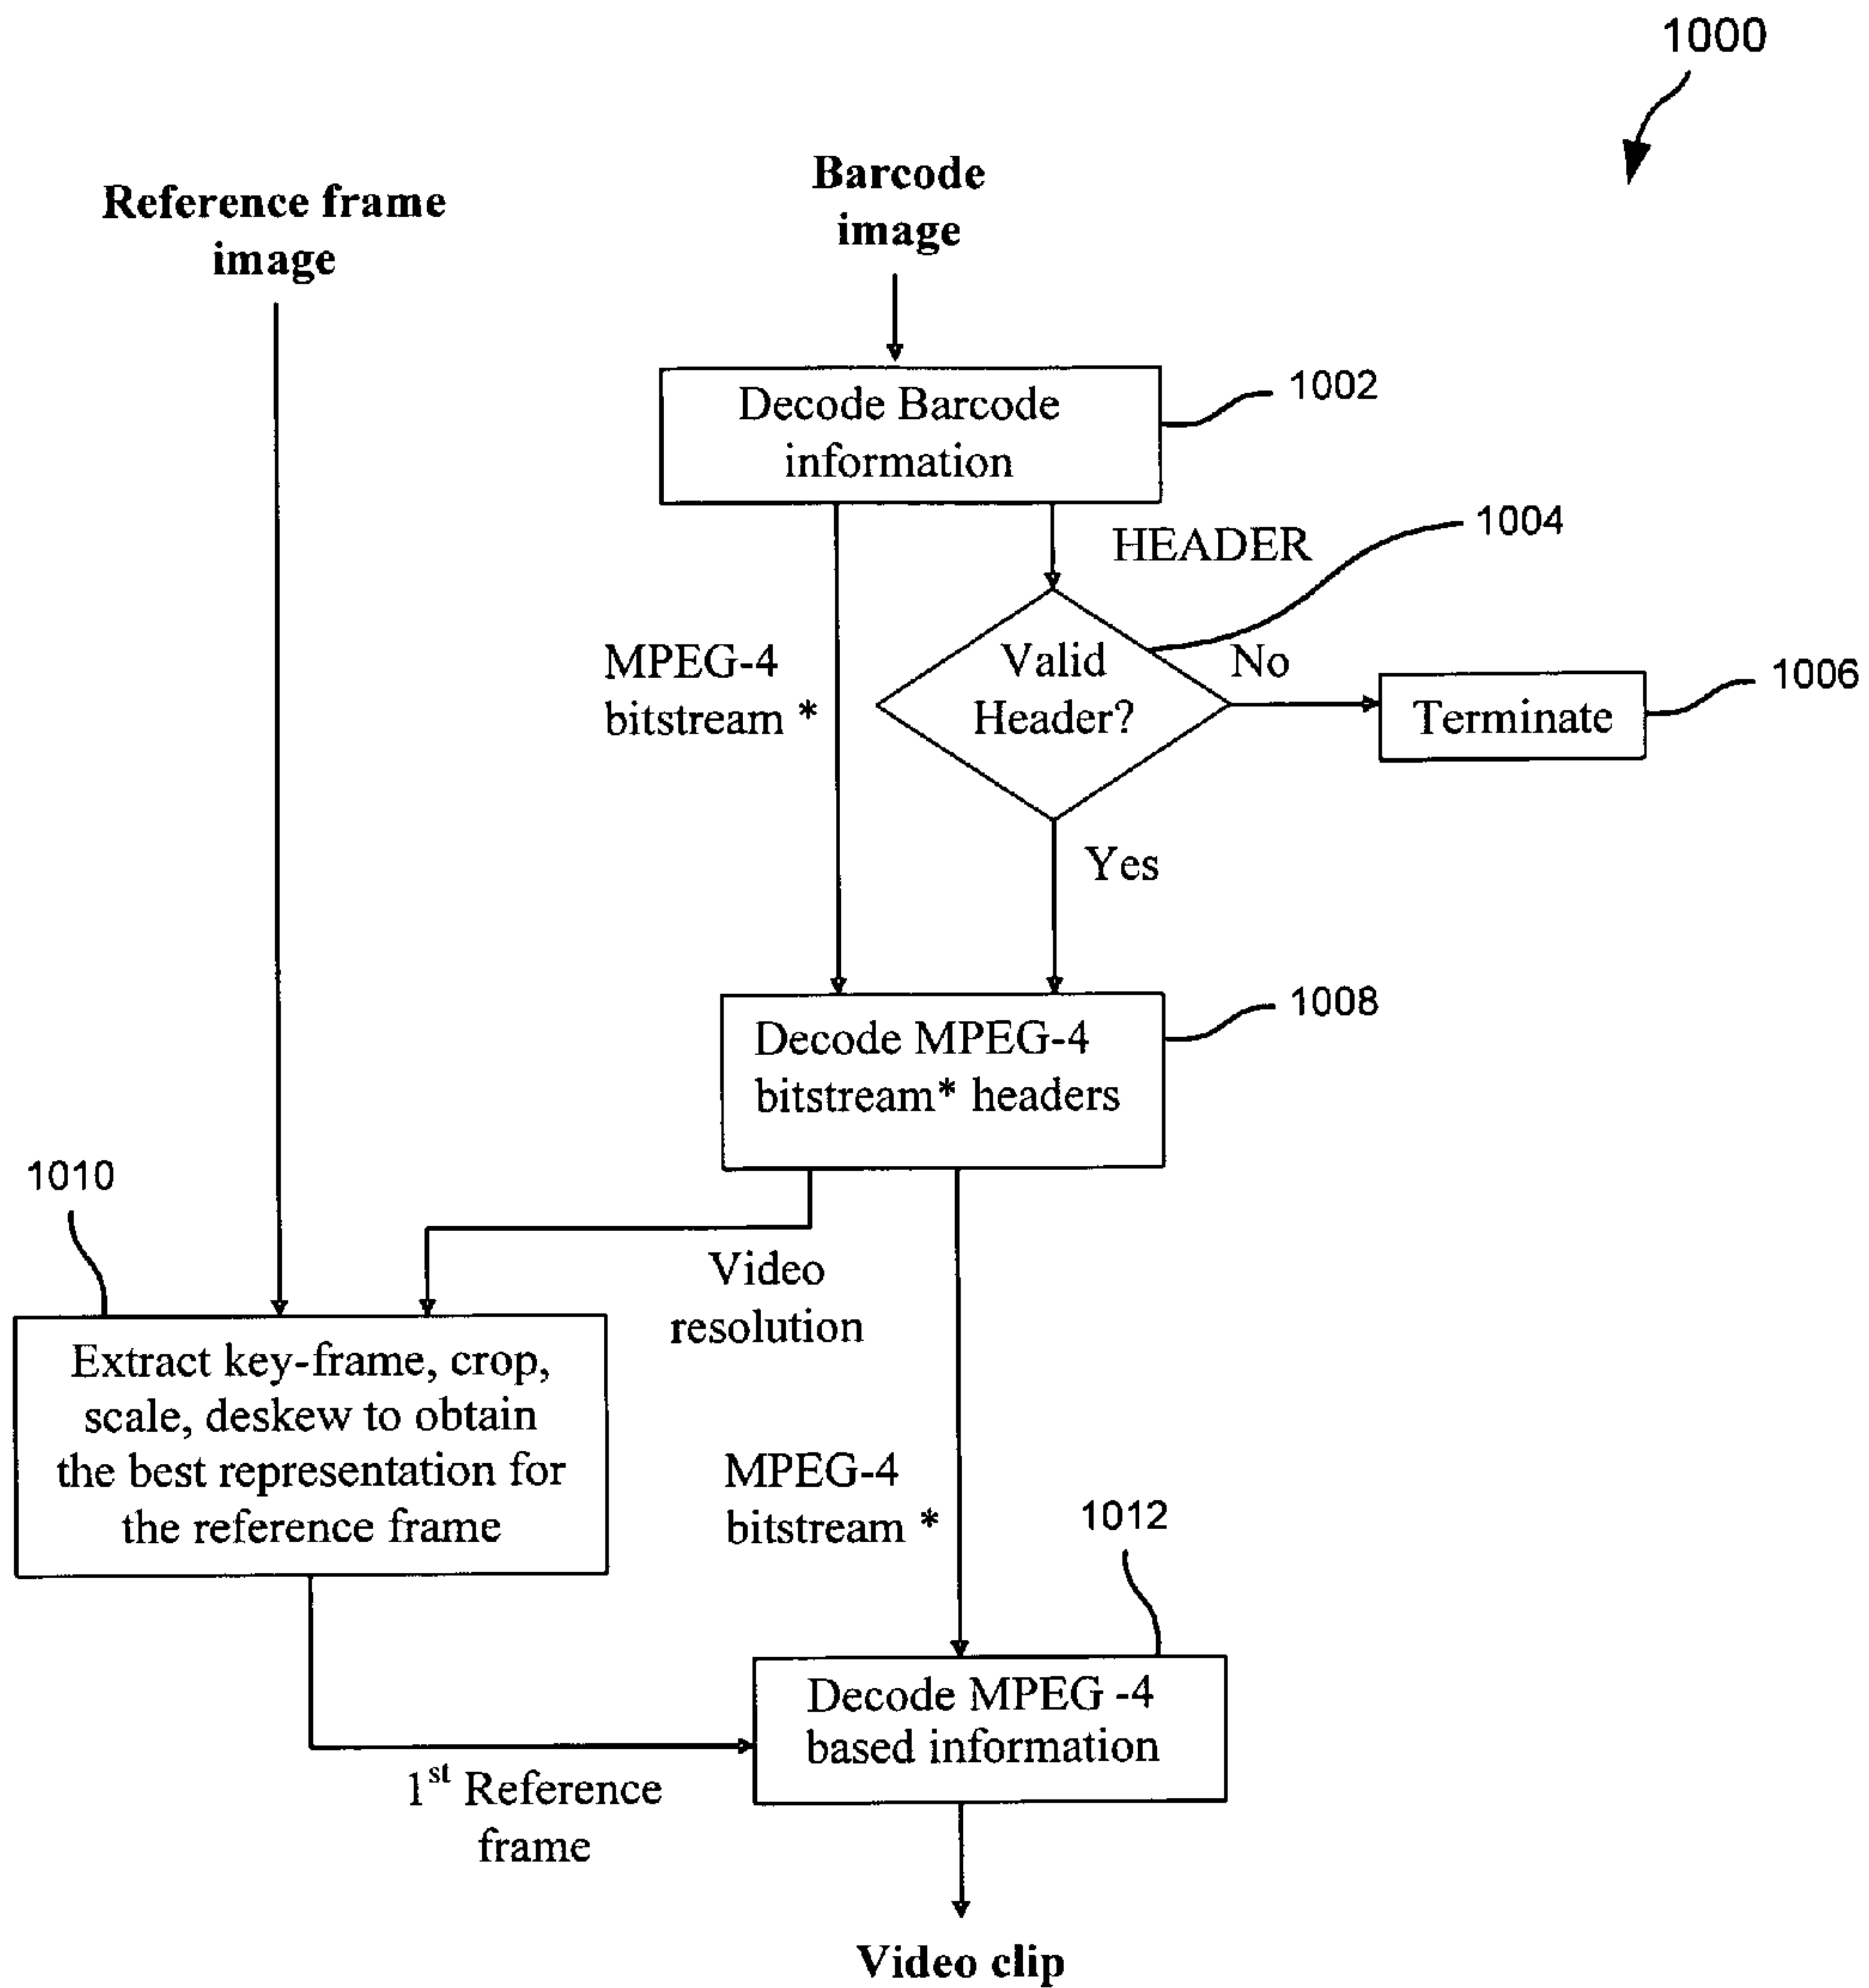 1000
Reference frame
image
Barcode
image
Decode Barcode
information
1002
HEADER
1004
MPEG-4
bitstream *
Valid
Header?
No
Terminate
1006
Yes
Decode MPEG-4
bitstream* headers
1008
1010
Video
resolution
Extract key-frame, crop,
scale, deskew to obtain
the best representation for
the reference frame
MPEG-4
bitstream *
1012
Decode MPEG -4
based information
1st Reference
frame
Video clip